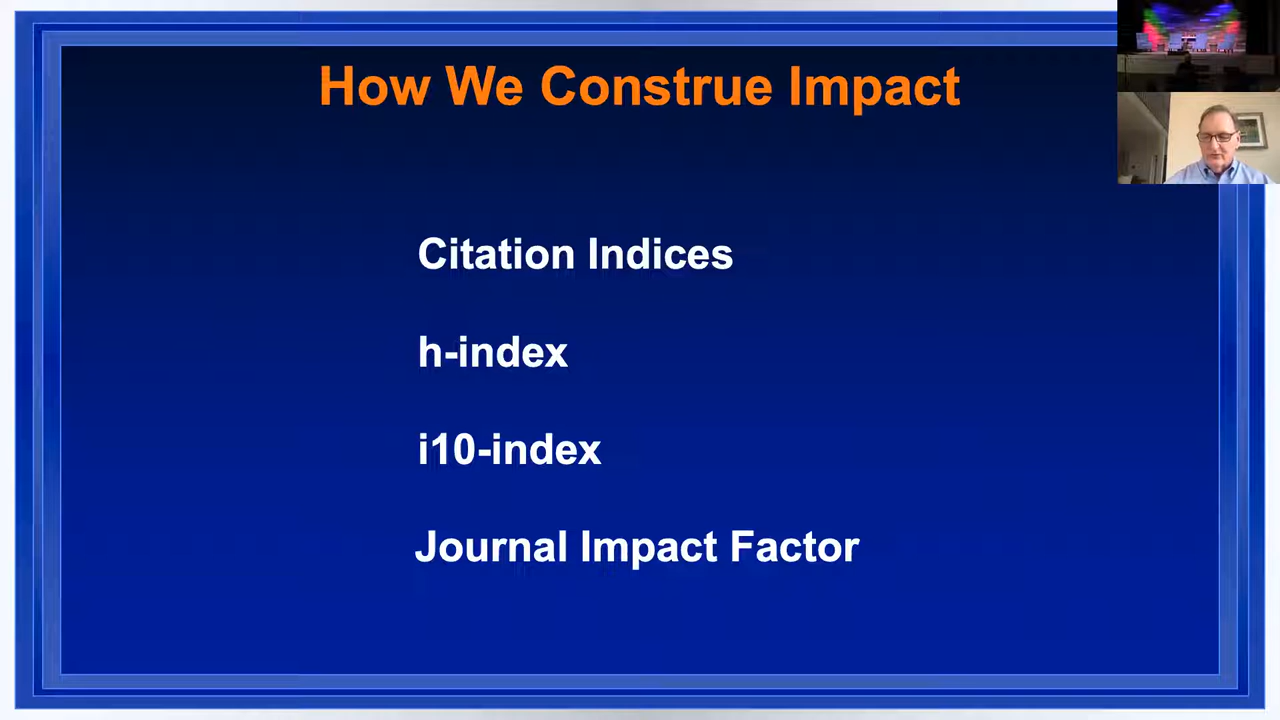 How We Construe Impact
Citation Indices
h-index
i10-index
Journal Impact Factor